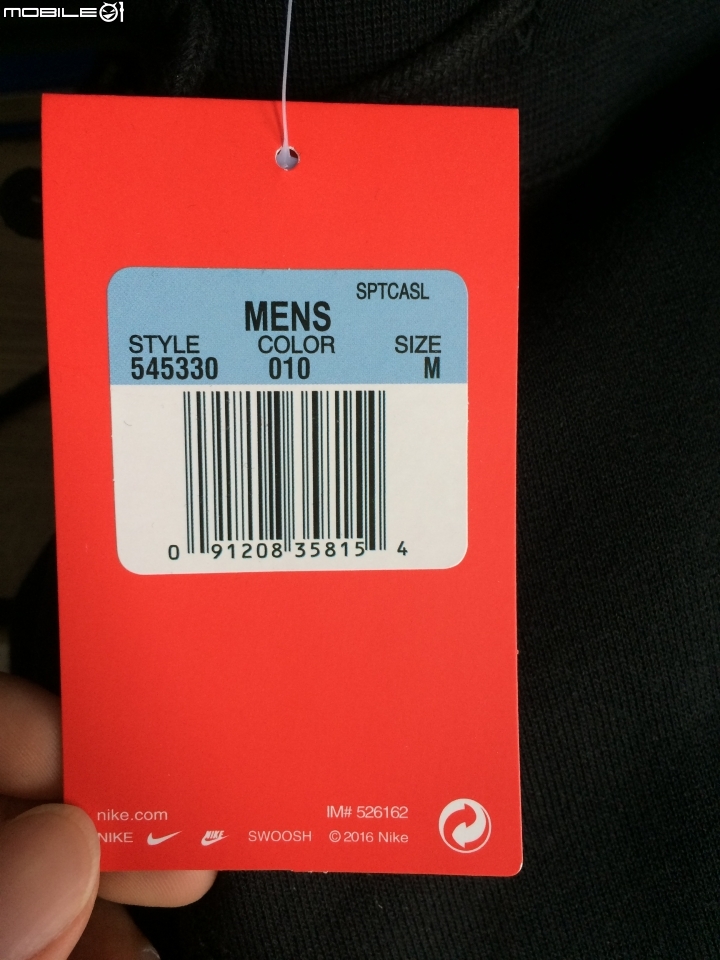 MOBILE01
SPTCASL
MENS
STYLE COLOR SIZE
545330 010 M
0 91208 35815 4
nike.com IM# 526162
NIKE NIKE SWOOSH © 2016 Nike